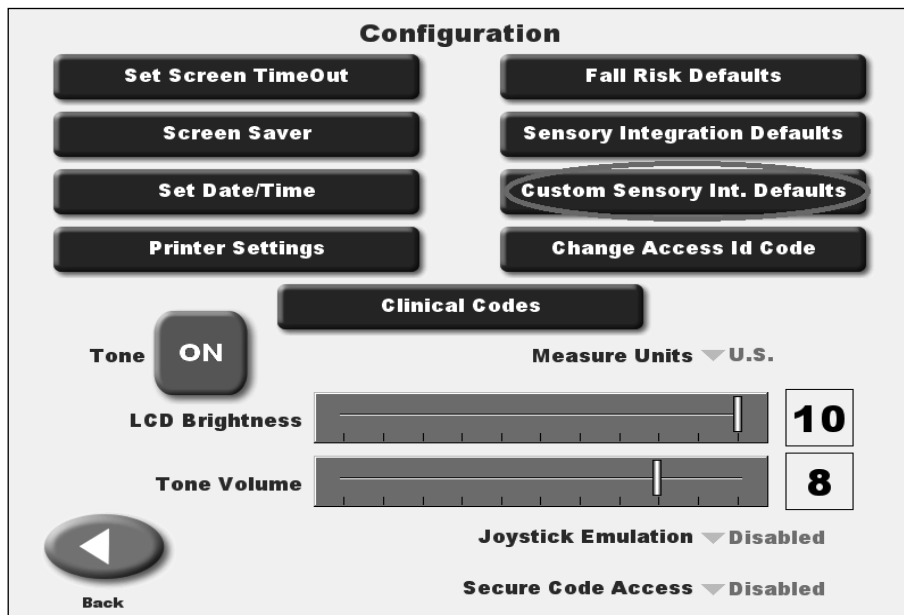 Configuration
Set Screen TimeOut
Fall Risk Defaults
Screen Saver
Sensory Integration Defaults
Set Date/Time
Custom Sensory Int. Defaults
Printer Settings
Change Access Id Code
Clinical Codes
Tone ON
Measure Units U.S.
LCD Brightness 10
Tone Volume 8
Joystick Emulation Disabled
Secure Code Access Disabled
Back